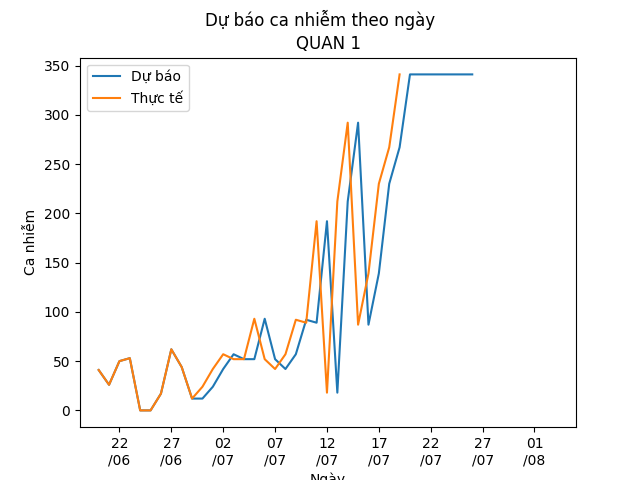 Dự báo ca nhiễm theo ngày
QUAN 1
Dự báo
Thực tế
Ca nhiễm
350
300
250
200
150
100
50
0
22 27 02 07 12 17 22 27 01
/06 /06 /07 /07 /07 /07 /07 /07 /08
Ngày